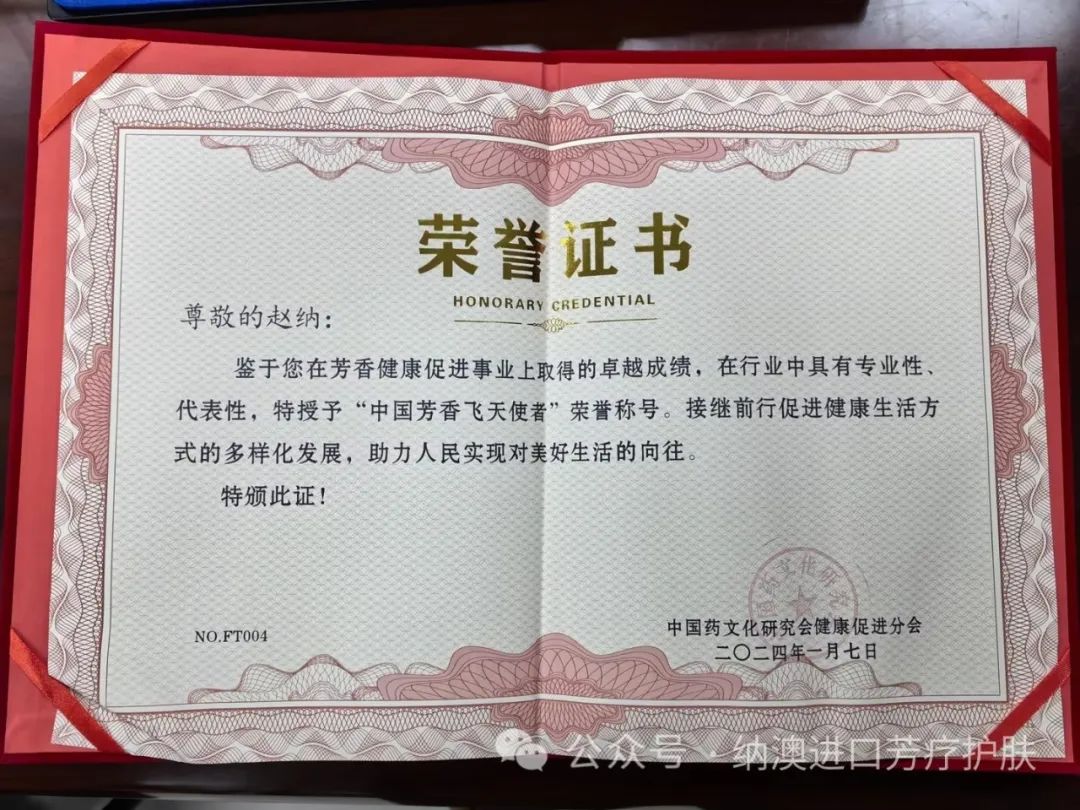 荣誉证书
HONORARY CREDENTIAL
尊敬的赵纳:
鉴于您在芳香健康促进事业上取得的卓越成绩，在行业中具有专业性、
代表性，特授予“中国芳香飞天使者”荣誉称号。接继前行促进健康生活方
式的多样化发展，助力人民实现对美好生活的向往。
特颁此证！
国药文化研究
NO.FT004
中国药文化研究会健康促进分会
二〇二四年一月七日
公众号·纳澳进口芳疗护肤